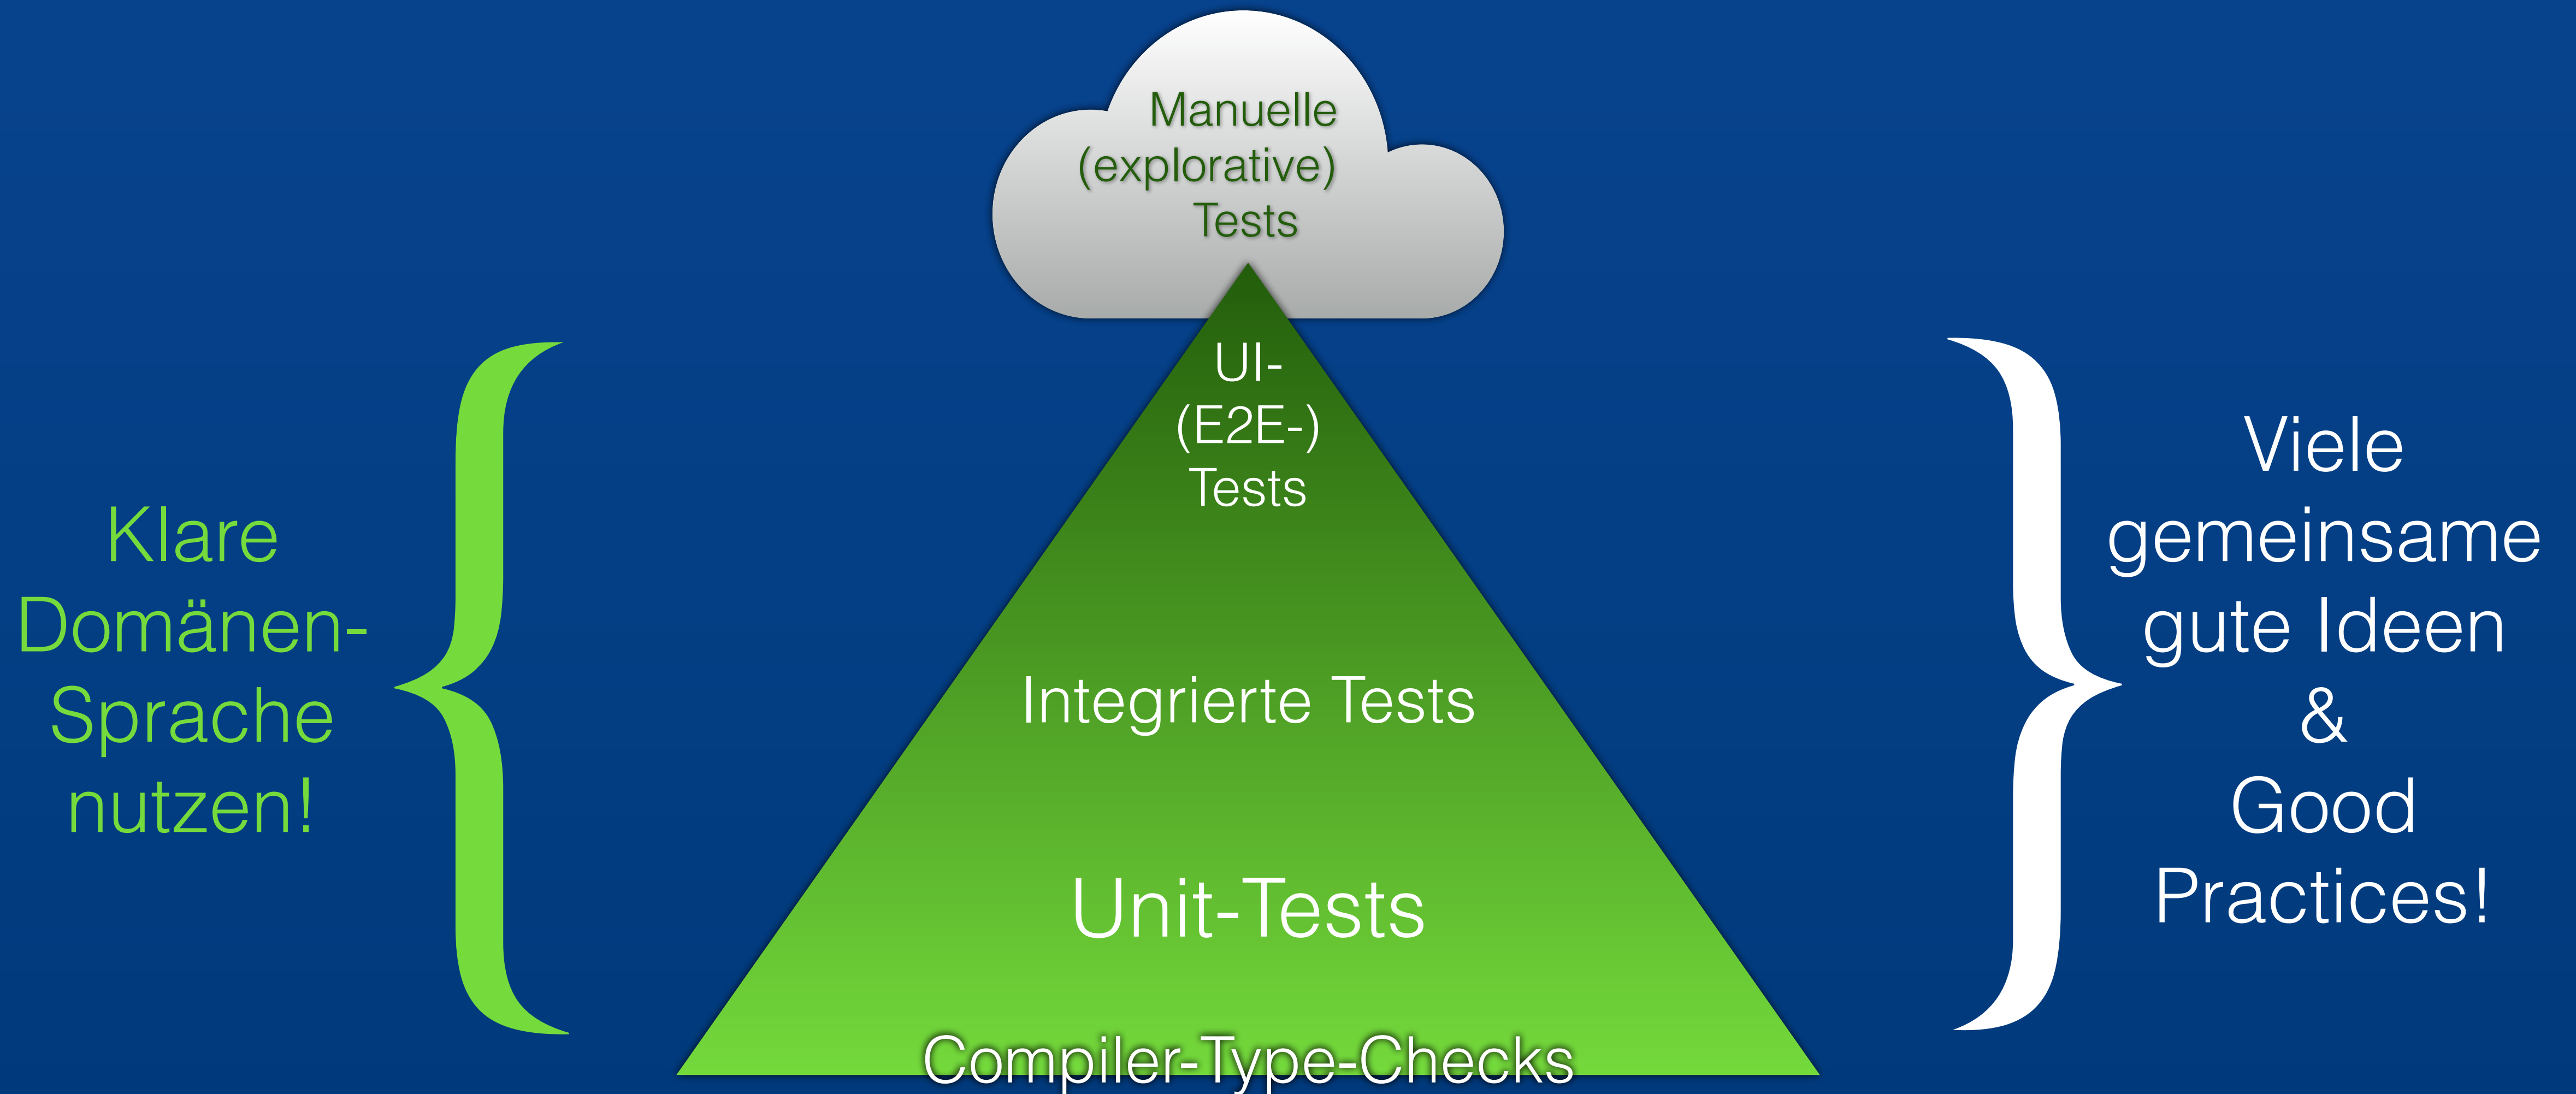 Manuelle
(explorative)
Tests
UI-
(E2E-)
Tests
Integrierte Tests
Unit-Tests
Compiler-Type-Checks
Klare
Domänen-
Sprache
nutzen!
Viele
gemeinsame
gute Ideen
&
Good
Practices!